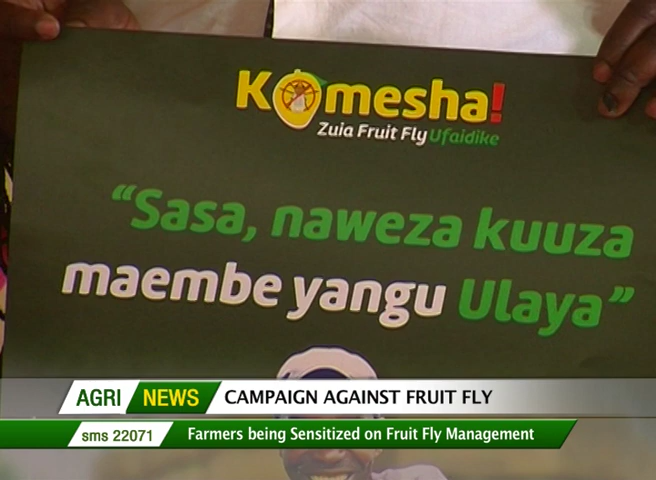 Komesha!
Zuia Fruit Fly Ufaidike
“Sasa, naweza kuuza
maembe yangu Ulaya”
AGRI NEWS CAMPAIGN AGAINST FRUIT FLY
sms 22071 Farmers being Sensitized on Fruit Fly Management